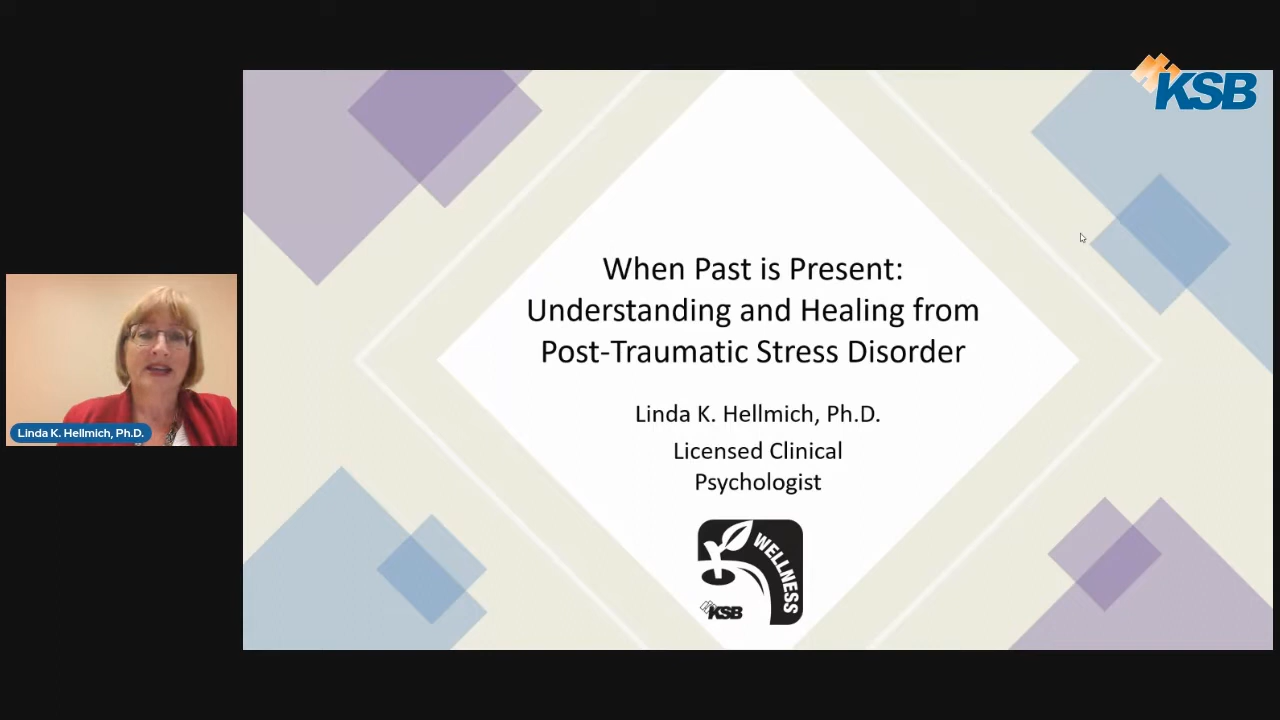 KSB
When Past is Present:
Understanding and Healing from
Post-Traumatic Stress Disorder
Linda K. Hellmich, Ph.D.
Licensed Clinical
Psychologist
WELLNESS
KSB
Linda K. Hellmich, Ph.D.